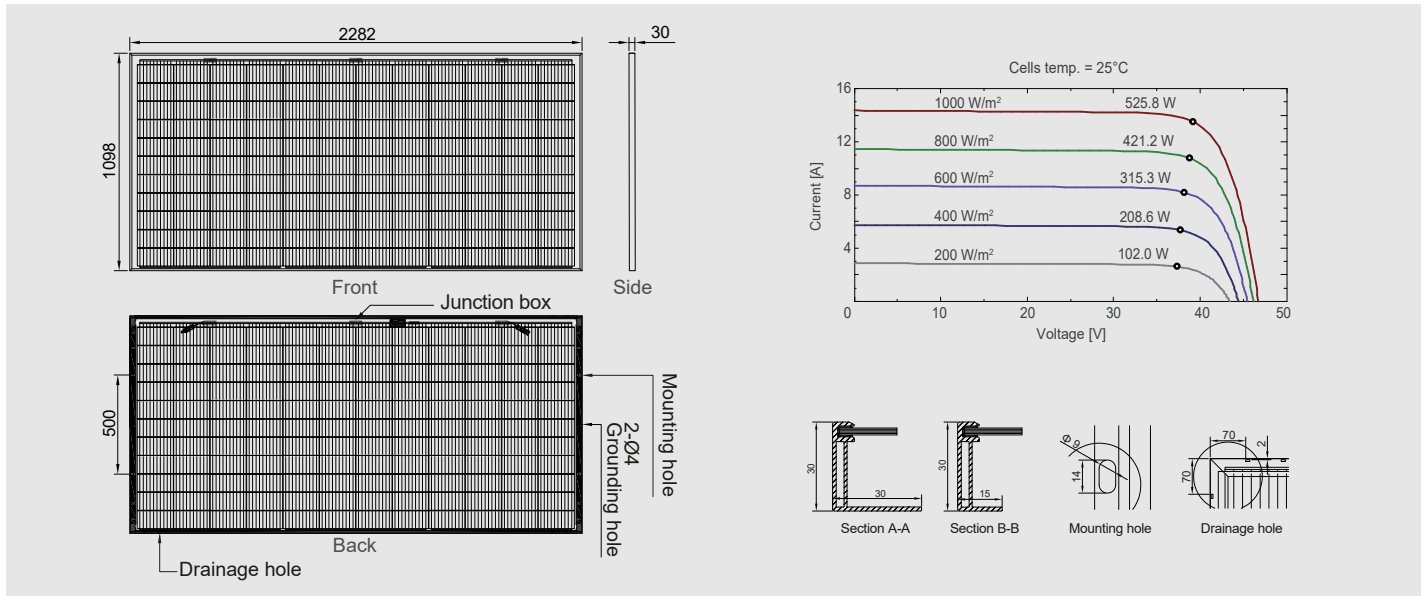 2282
30
1098
Front
Side
Junction box
500
Mounting hole
2-Ø4
Grounding hole
Back
Drainage hole
Cells temp. = 25°C
Current [A]
16
12
8
4
0
10
20
30
40
50
Voltage [V]
1000 W/m²
525.8 W
800 W/m²
421.2 W
600 W/m²
315.3 W
400 W/m²
208.6 W
200 W/m²
102.0 W
30
30
Section A-A
30
15
Section B-B
Φ 9
14
Mounting hole
70
2
70
Drainage hole